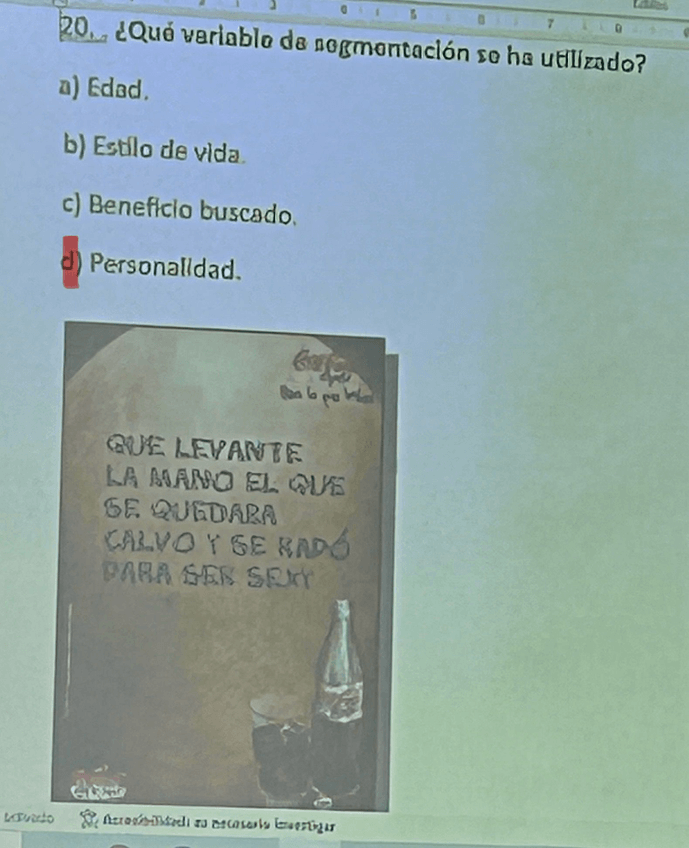 20. ¿Qué variable de segmentación se ha utilizado?
a) Edad.
b) Estilo de vida.
c) Beneficio buscado.
d) Personalidad.
QUE LEVANTE
LA MANO EL QUE
SE QUEDARA
CALVO Y SE RAPÓ
PARA SER SEXY